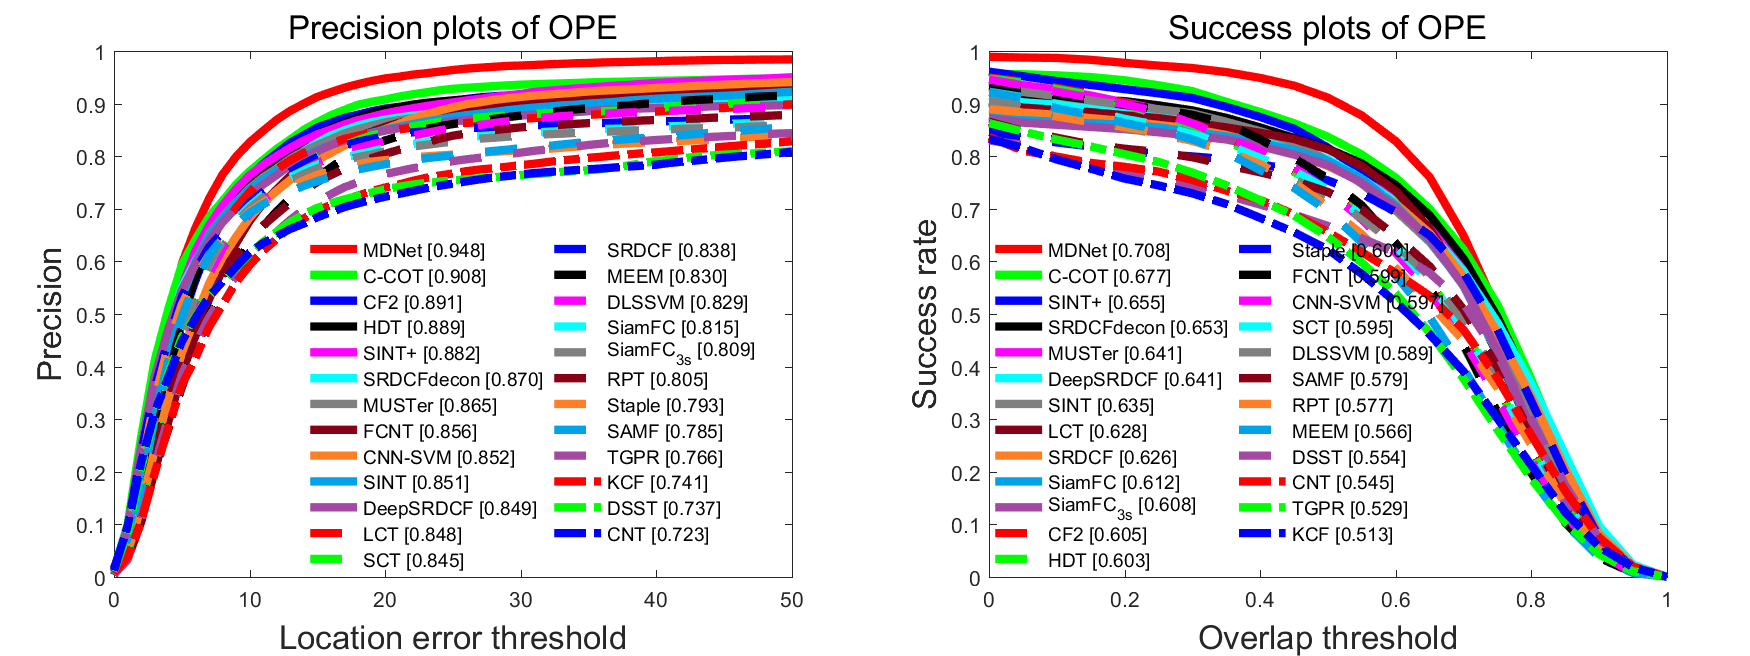 Precision plots of OPE
1
0.9
0.8
0.7
0.6
0.5
0.4
0.3
0.2
0.1
0
Precision
MDNet [0.948]
C-COT [0.908]
CF2 [0.891]
HDT [0.889]
SINT+ [0.882]
SRDCFdecon [0.870]
MUSTer [0.865]
FCNT [0.856]
CNN-SVM [0.852]
SINT [0.851]
DeepSRDCF [0.849]
LCT [0.848]
SCT [0.845]
SRDCF [0.838]
MEEM [0.830]
DLSSVM [0.829]
SiamFC [0.815]
SiamFC3s [0.809]
RPT [0.805]
Staple [0.793]
SAMF [0.785]
TGPR [0.766]
KCF [0.741]
DSST [0.737]
CNT [0.723]
0 10 20 30 40 50
Location error threshold
Success plots of OPE
1
0.9
0.8
0.7
0.6
0.5
0.4
0.3
0.2
0.1
0
Success rate
MDNet [0.708]
C-COT [0.677]
SINT+ [0.655]
SRDCFdecon [0.653]
MUSTer [0.641]
DeepSRDCF [0.641]
SINT [0.635]
LCT [0.628]
SRDCF [0.626]
SiamFC [0.612]
SiamFC3s [0.608]
CF2 [0.605]
HDT [0.603]
Staple [0.600]
FCNT [0.599]
CNN-SVM [0.597]
SCT [0.595]
DLSSVM [0.589]
SAMF [0.579]
RPT [0.577]
MEEM [0.566]
DSST [0.554]
CNT [0.545]
TGPR [0.529]
KCF [0.513]
0 0.2 0.4 0.6 0.8 1
Overlap threshold